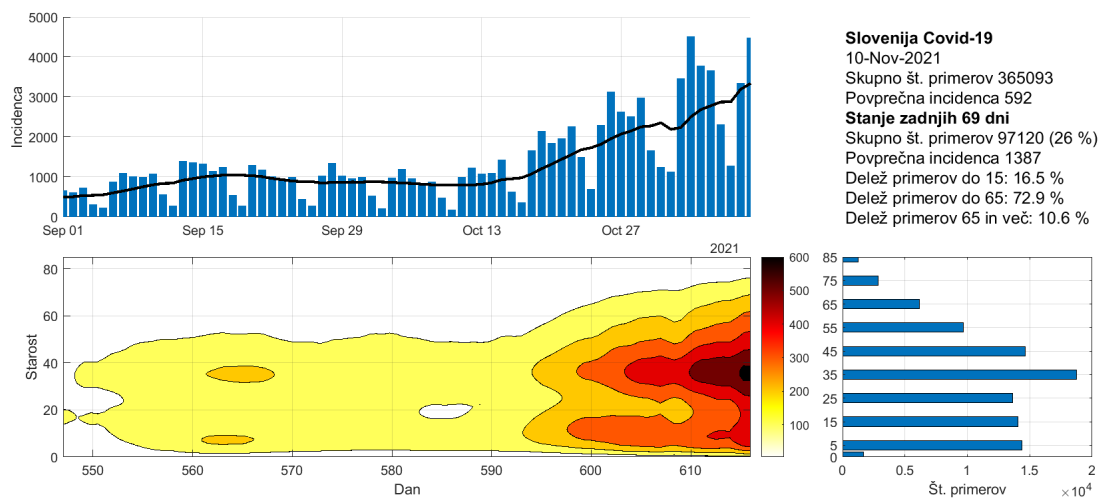 5000
4000
3000
2000
1000
0
Incidenca
Sep 01
Sep 15
Sep 29
Oct 13
Oct 27
2021
Slovenija Covid-19
10-Nov-2021
Skupno št. primerov 365093
Povprečna incidenca 592
Stanje zadnjih 69 dni
Skupno št. primerov 97120 (26 %)
Povprečna incidenca 1387
Delež primerov do 15: 16.5 %
Delež primerov do 65: 72.9 %
Delež primerov 65 in več: 10.6 %
80
60
40
20
0
Starost
550
560
570
580
590
600
610
Dan
600
500
400
300
200
100
85
75
65
55
45
35
25
15
5
0
0
0.5
1
1.5
2
×10⁴
Št. primerov